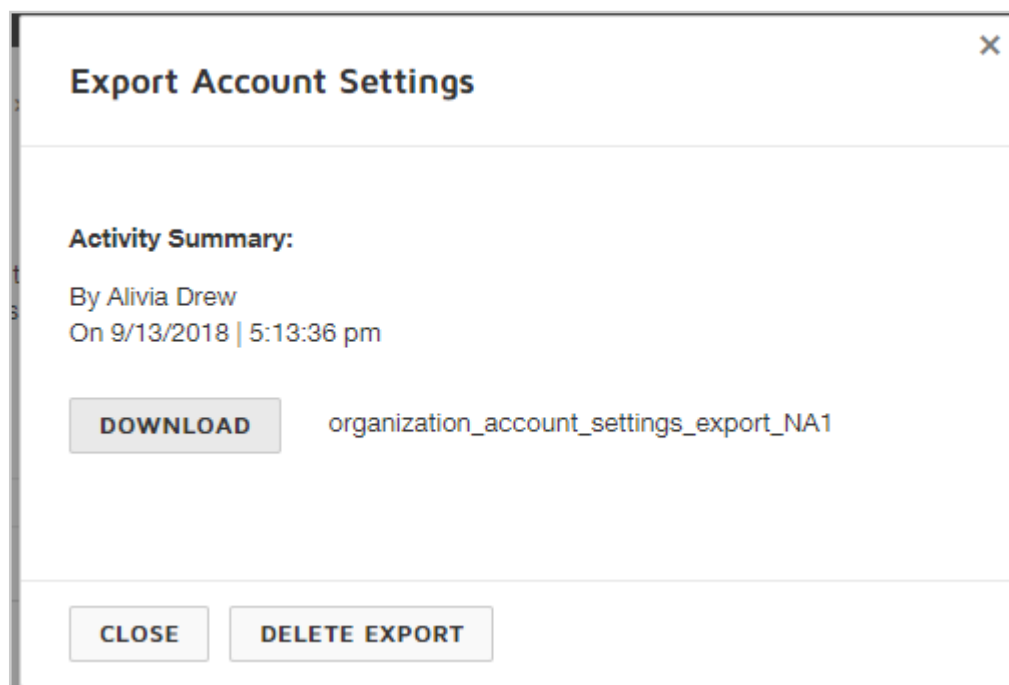 Export Account Settings
Activity Summary:
By Alivia Drew
On 9/13/2018 | 5:13:36 pm
DOWNLOAD organization_account_settings_export_NA1
CLOSE DELETE EXPORT